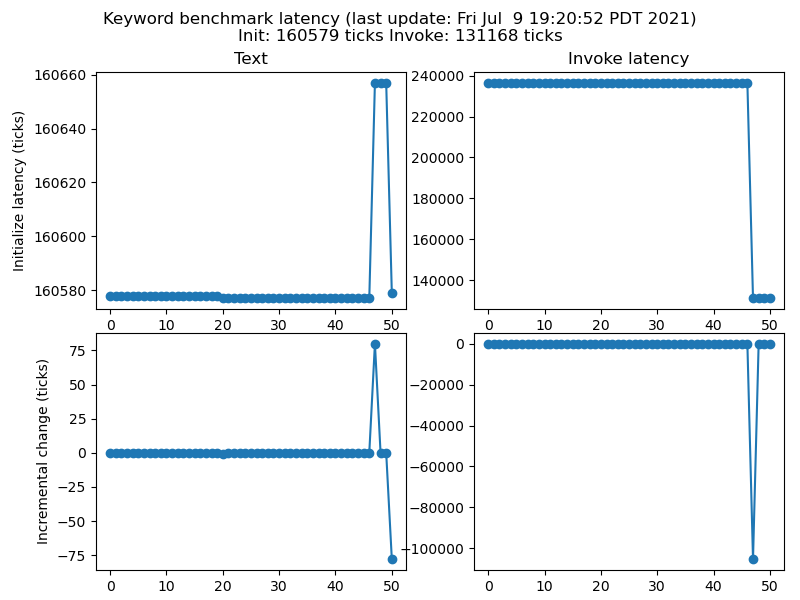 Keyword benchmark latency (last update: Fri Jul  9 19:20:52 PDT 2021)
Init: 160579 ticks Invoke: 131168 ticks
Text
Invoke latency
Initialize latency (ticks)
160660
160640
160620
160600
160580
0 10 20 30 40 50
240000
220000
200000
180000
160000
140000
0 10 20 30 40 50
Incremental change (ticks)
75
50
25
0
−25
−50
−75
0 10 20 30 40 50
0
−20000
−40000
−60000
−80000
−100000
0 10 20 30 40 50